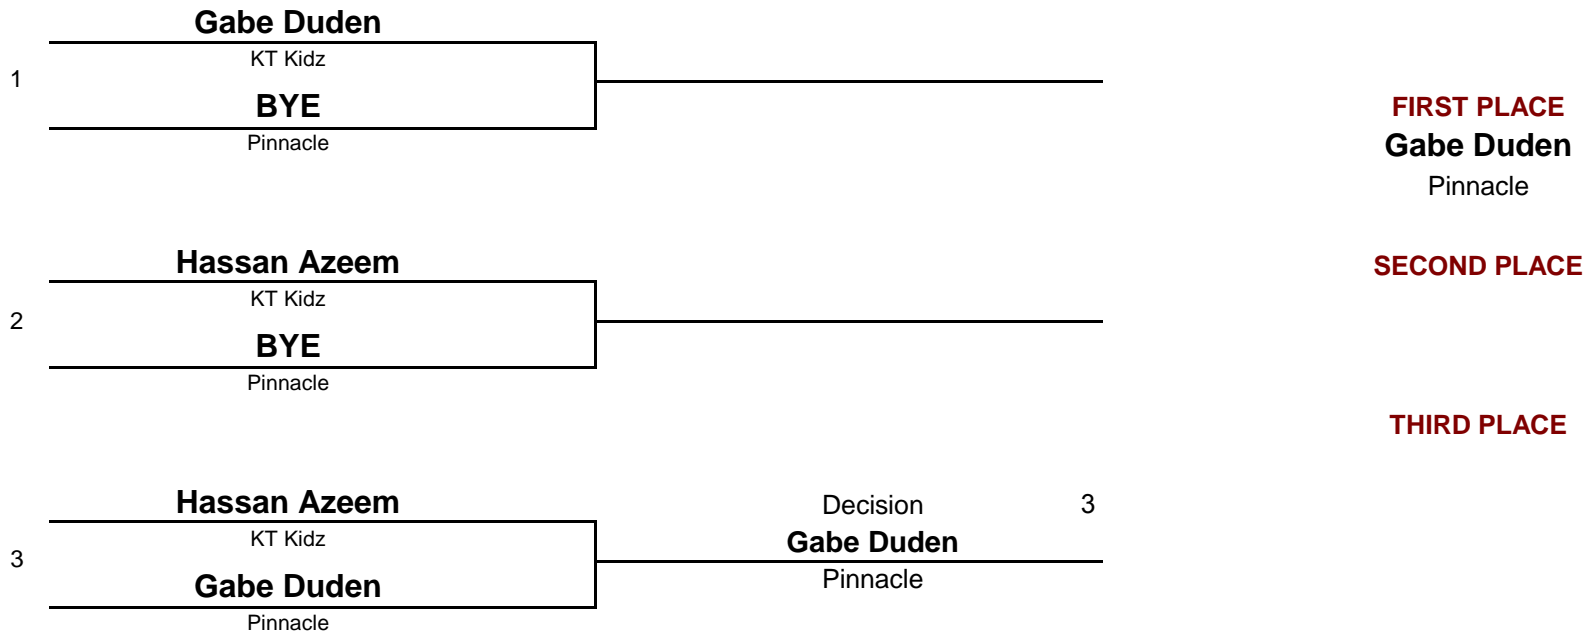 Gabe Duden
KT Kidz
1
BYE
Pinnacle
FIRST PLACE
Gabe Duden
Pinnacle
Hassan Azeem
KT Kidz
2
BYE
Pinnacle
SECOND PLACE
THIRD PLACE
Hassan Azeem
KT Kidz
3
Gabe Duden
Pinnacle
Decision 3
Gabe Duden
Pinnacle